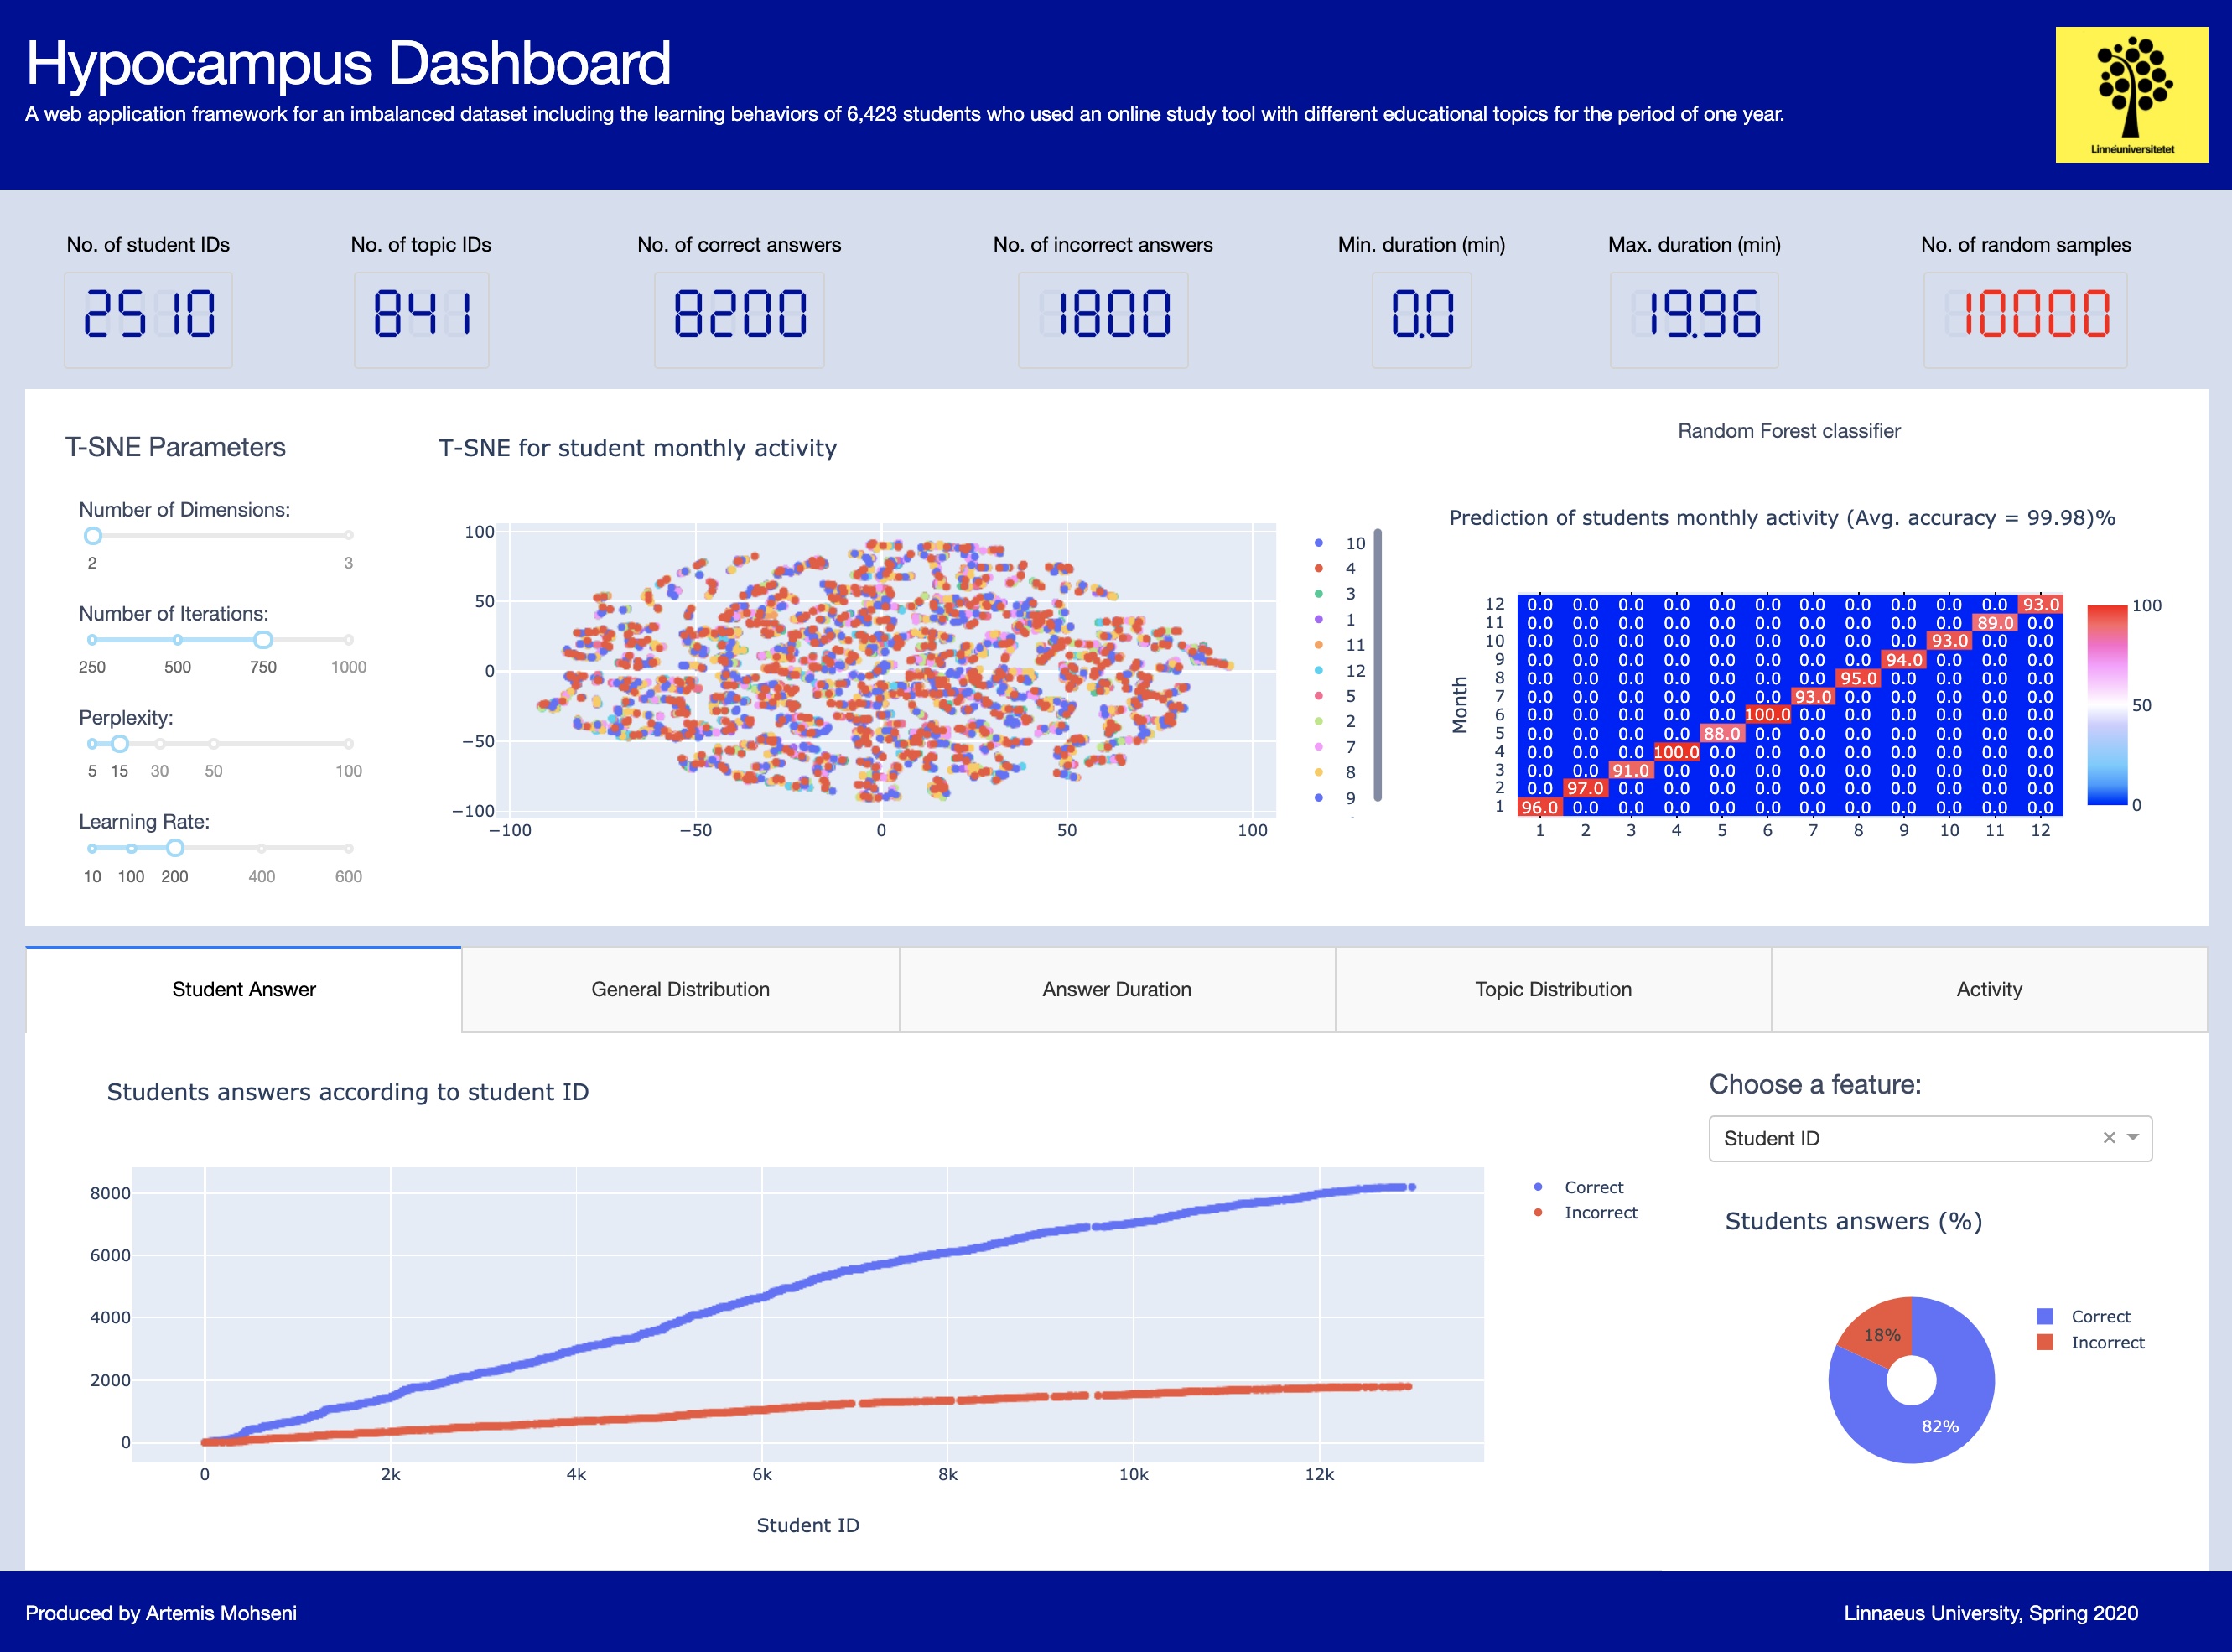 Hypocampus Dashboard
A web application framework for an imbalanced dataset including the learning behaviors of 6,423 students who used an online study tool with different educational topics for the period of one year.
Linnéuniversitetet
No. of student IDs
2510
No. of topic IDs
841
No. of correct answers
8200
No. of incorrect answers
1800
Min. duration (min)
0.0
Max. duration (min)
19.96
No. of random samples
10000
T-SNE Parameters
Number of Dimensions:
2 3
Number of Iterations:
250 500 750 1000
Perplexity:
5 15 30 50 100
Learning Rate:
10 100 200 400 600
T-SNE for student monthly activity
100
50
0
−50
−100
−100 −50 0 50 100
10
4
3
1
11
12
5
2
7
8
9
Random Forest classifier
Prediction of students monthly activity (Avg. accuracy = 99.98)%
Month
12 0.0 0.0 0.0 0.0 0.0 0.0 0.0 0.0 0.0 0.0 0.0 93.0
11 0.0 0.0 0.0 0.0 0.0 0.0 0.0 0.0 0.0 0.0 89.0 0.0
10 0.0 0.0 0.0 0.0 0.0 0.0 0.0 0.0 0.0 93.0 0.0 0.0
9 0.0 0.0 0.0 0.0 0.0 0.0 0.0 0.0 94.0 0.0 0.0 0.0
8 0.0 0.0 0.0 0.0 0.0 0.0 0.0 95.0 0.0 0.0 0.0 0.0
7 0.0 0.0 0.0 0.0 0.0 0.0 93.0 0.0 0.0 0.0 0.0 0.0
6 0.0 0.0 0.0 0.0 0.0 100.0 0.0 0.0 0.0 0.0 0.0 0.0
5 0.0 0.0 0.0 0.0 88.0 0.0 0.0 0.0 0.0 0.0 0.0 0.0
4 0.0 0.0 0.0 100.0 0.0 0.0 0.0 0.0 0.0 0.0 0.0 0.0
3 0.0 0.0 91.0 0.0 0.0 0.0 0.0 0.0 0.0 0.0 0.0 0.0
2 0.0 97.0 0.0 0.0 0.0 0.0 0.0 0.0 0.0 0.0 0.0 0.0
1 96.0 0.0 0.0 0.0 0.0 0.0 0.0 0.0 0.0 0.0 0.0 0.0
1 2 3 4 5 6 7 8 9 10 11 12
100
50
0
Student Answer
General Distribution
Answer Duration
Topic Distribution
Activity
Students answers according to student ID
8000
6000
4000
2000
0
0 2k 4k 6k 8k 10k 12k
Student ID
Correct
Incorrect
Choose a feature:
Student ID
Students answers (%)
18%
82%
Correct
Incorrect
Produced by Artemis Mohseni
Linnaeus University, Spring 2020